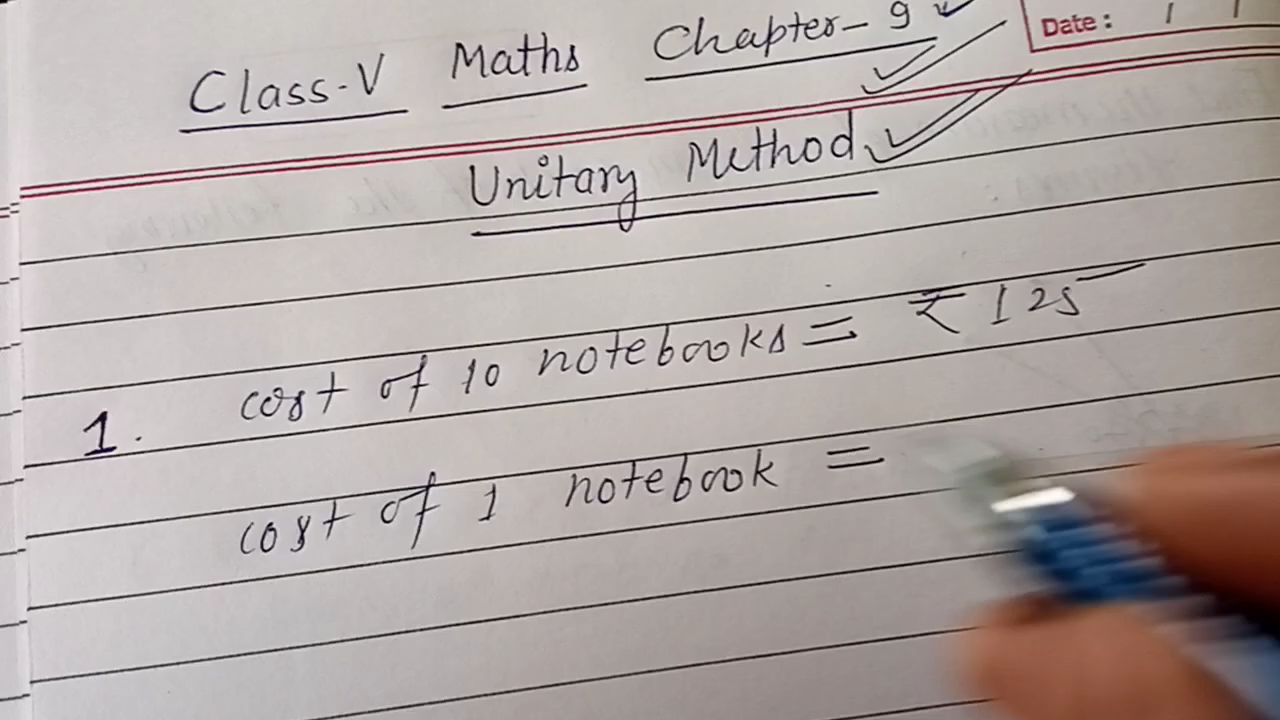 Class-V Maths Chapter-9
Date :
Unitary Method
1. cost of 10 notebooks = ₹ 125
cost of 1 notebook =